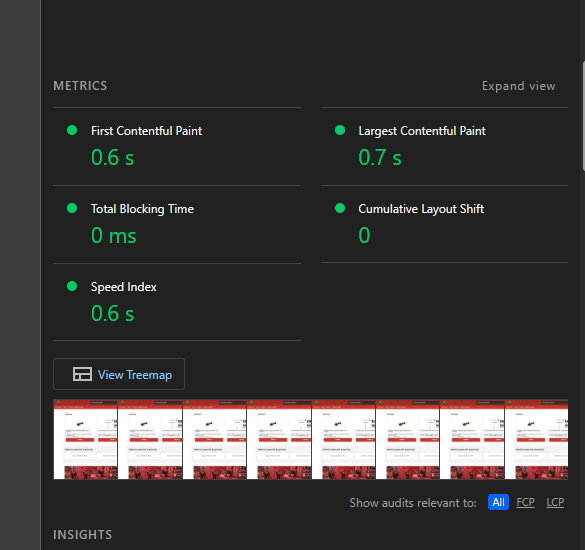 METRICS
Expand view
First Contentful Paint
0.6 s
Largest Contentful Paint
0.7 s
Total Blocking Time
0 ms
Cumulative Layout Shift
0
Speed Index
0.6 s
View Treemap
Show audits relevant to: All FCP LCP
INSIGHTS